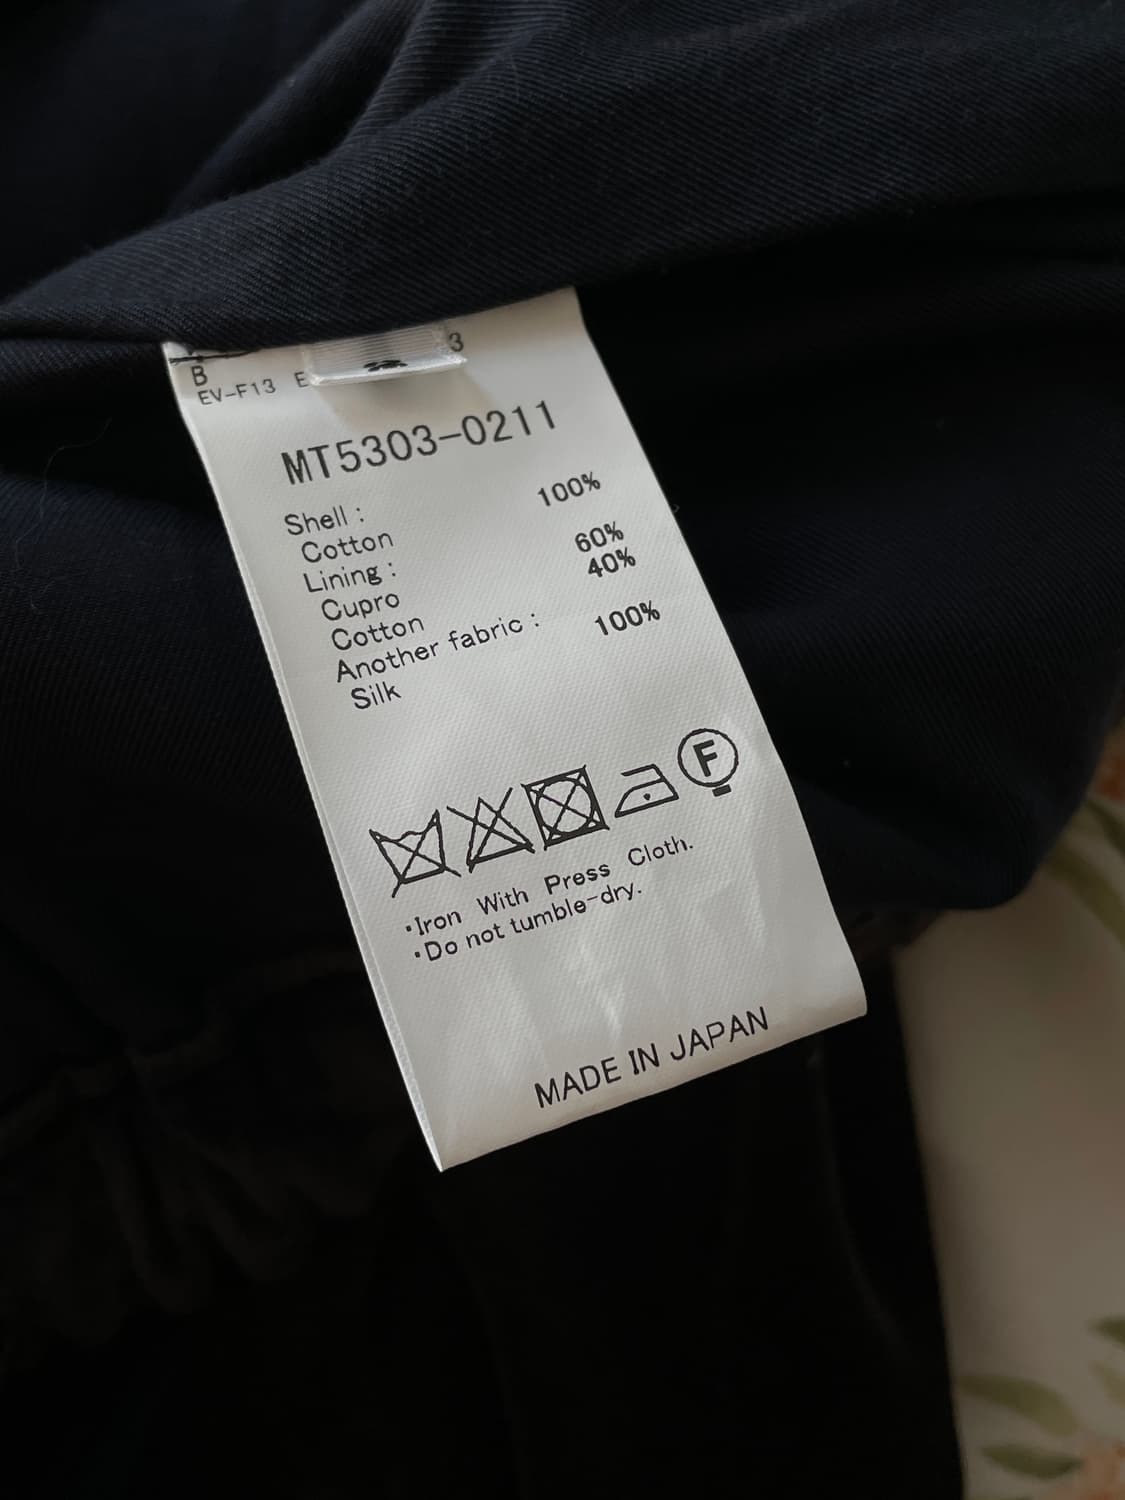 3
B
EV-F13 E
MT5303-0211
Shell : 100%
Cotton
Lining : 60%
Cupro 40%
Cotton
Another fabric : 100%
Silk
F
·Iron With Press Cloth.
·Do not tumble-dry.
MADE IN JAPAN